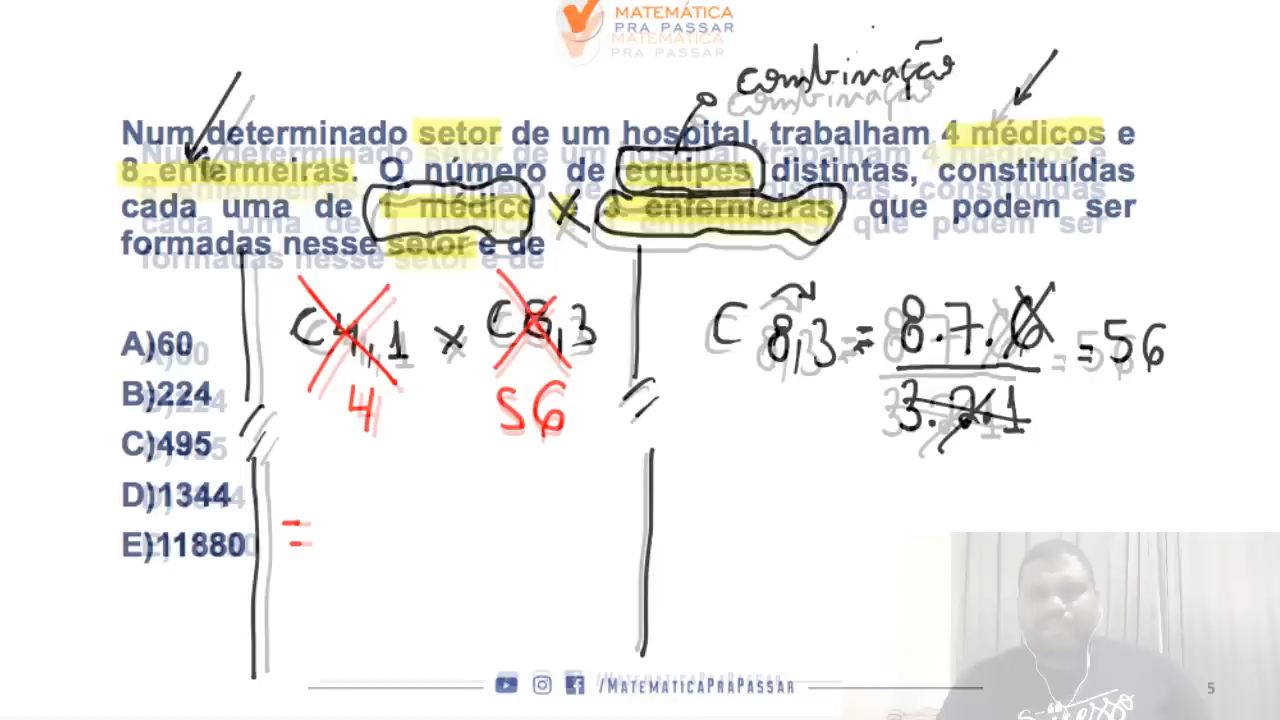 MATEMÁTICA
PRA PASSAR
combinação
Num determinado setor de um hospital, trabalham 4 médicos e
8 enfermeiras. O número de equipes distintas, constituídas
cada uma de 1 médico e 3 enfermeiras que podem ser
formadas nesse setor é de
C4,1 x C8,3
4 56
C8,3 = 8.7.6 = 56
3.2.1
A)60
B)224
C)495
D)1344
E)11880
=
/MATEMATICAPRAPASSAR
5